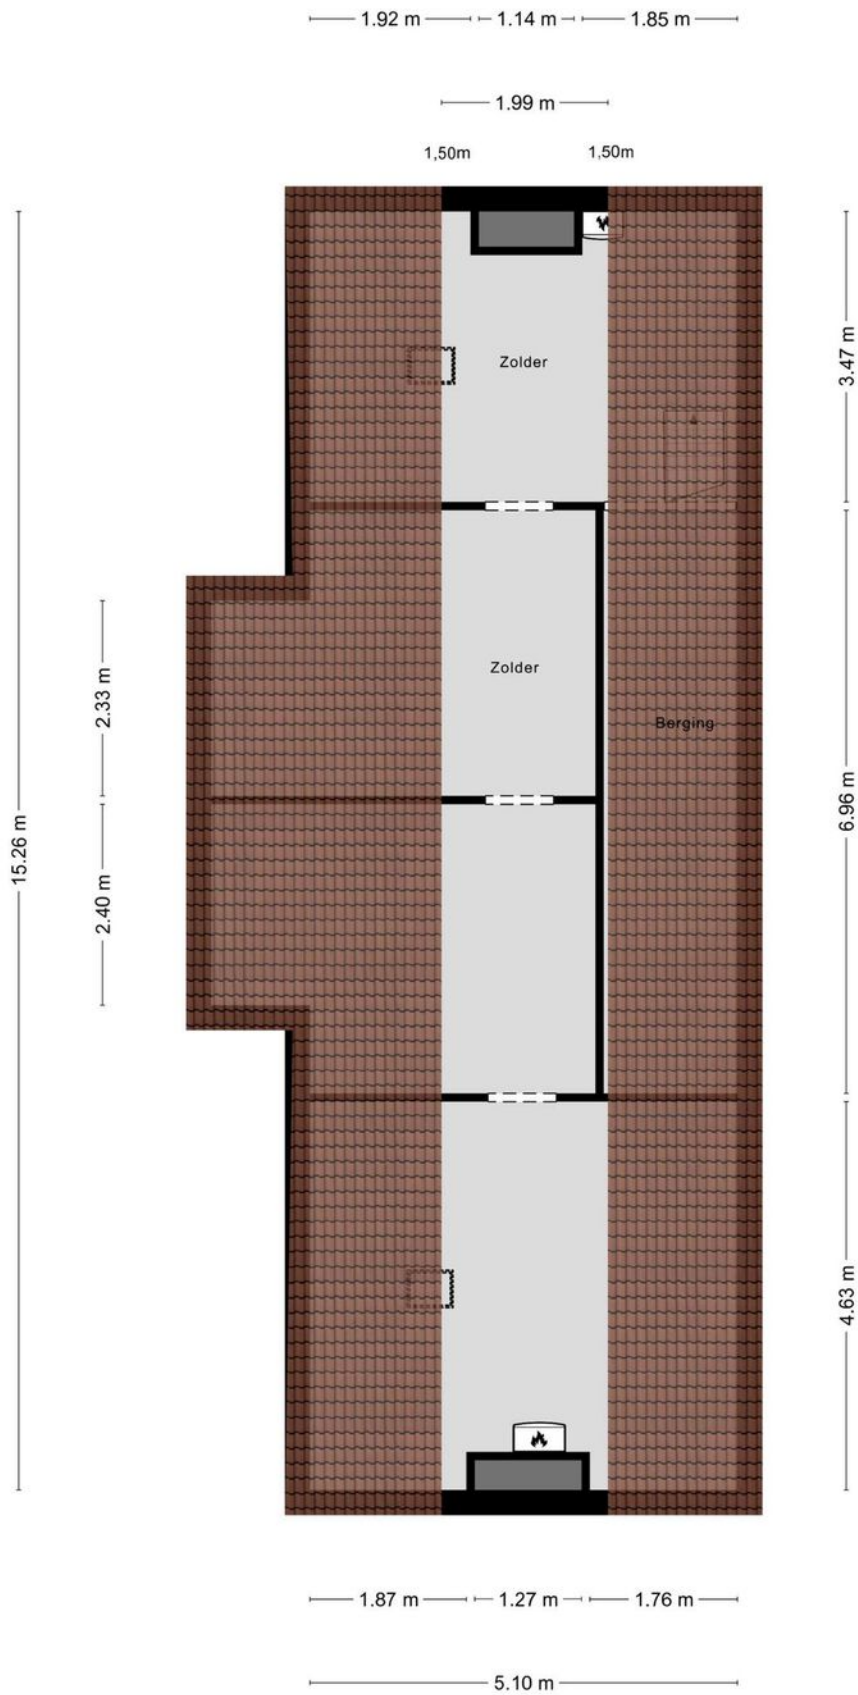 1.92 m
1.14 m
1.85 m
1.99 m
1,50m
1,50m
3.47 m
Zolder
2.33 m
Zolder
Berging
15.26 m
6.96 m
2.40 m
4.63 m
1.87 m
1.27 m
1.76 m
5.10 m